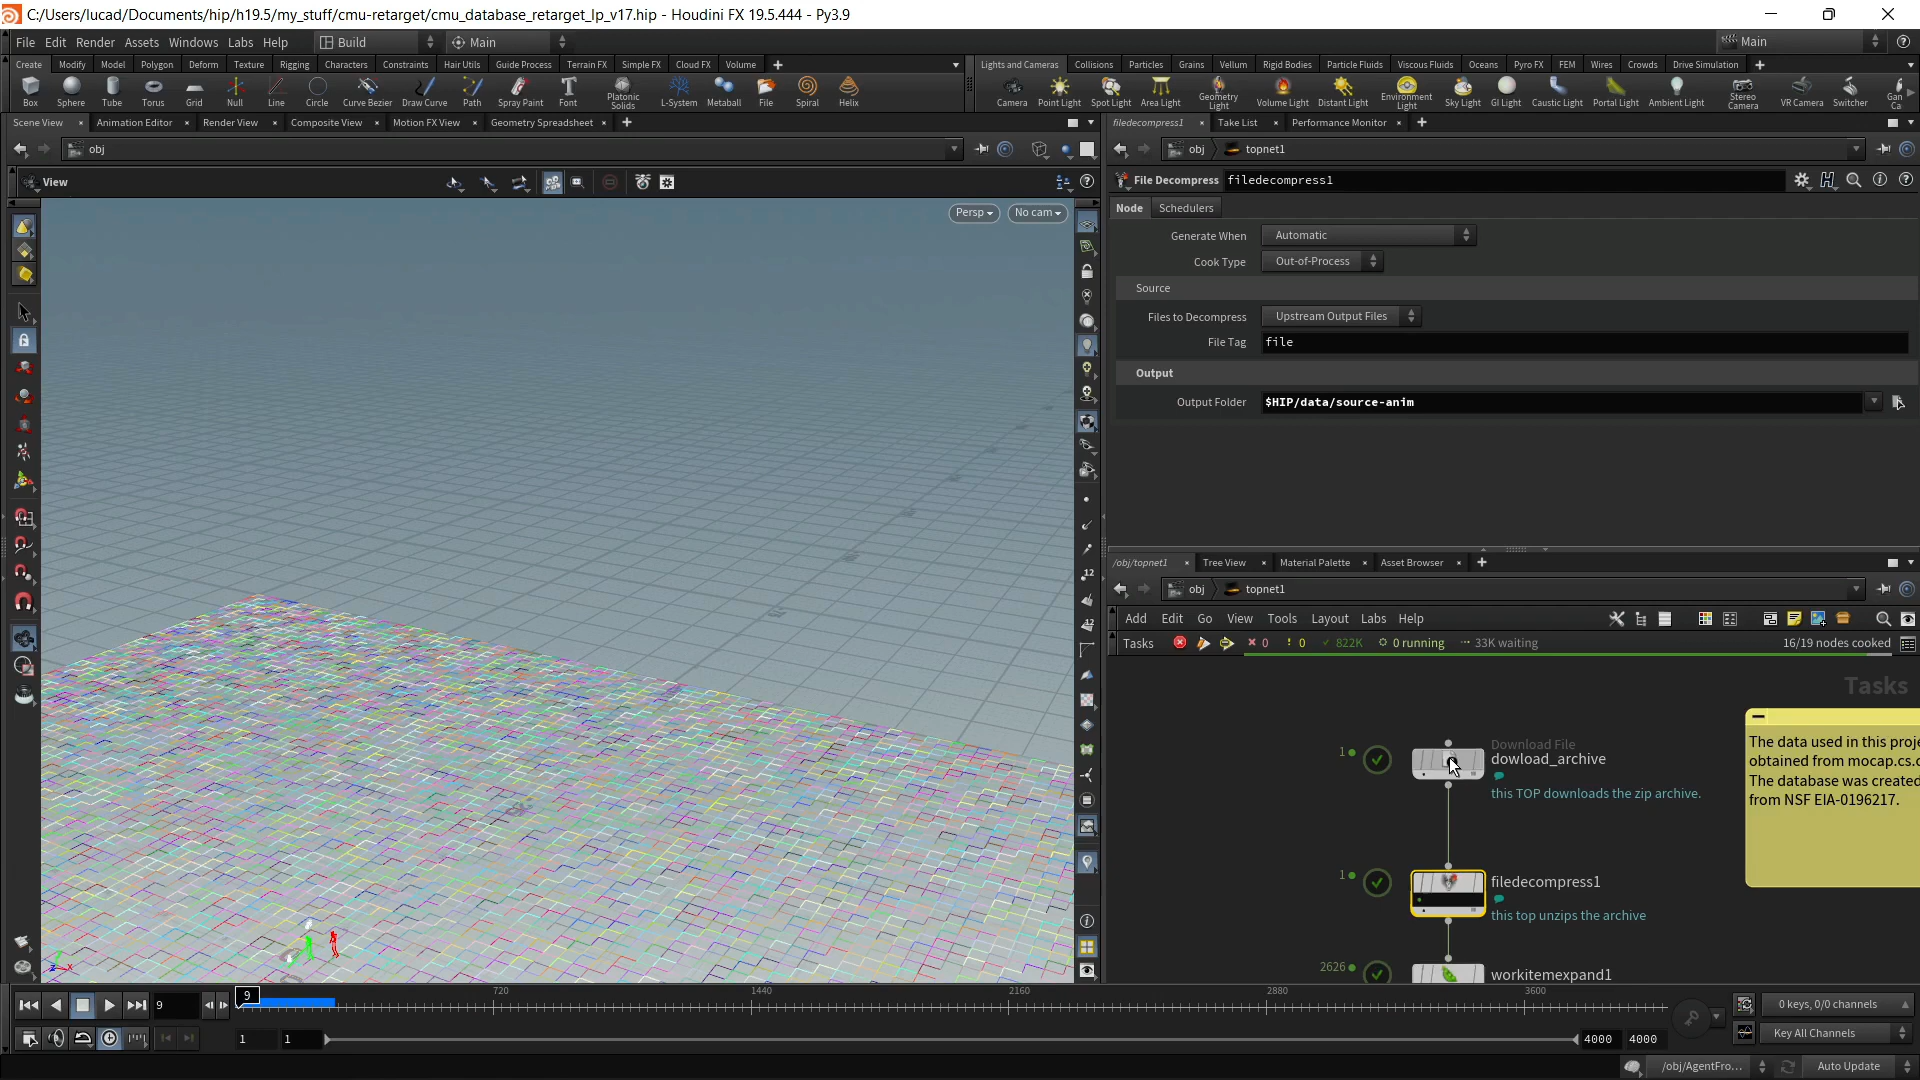 C:/Users/lucad/Documents/hip/h19.5/my_stuff/cmu-retarget/cmu_database_retarget_lp_v17.hip - Houdini FX 19.5.444 - Py3.9
File Edit Render Assets Windows Labs Help Build Main Main
Create Modify Model Polygon Deform Texture Rigging Characters Constraints Hair Utils Guide Process Terrain FX Simple FX Cloud FX Volume
Lights and Cameras Collisions Particles Grains Vellum Rigid Bodies Particle Fluids Viscous Fluids Oceans Pyro FX FEM Wires Crowds Drive Simulation
Box Sphere Tube Torus Grid Null Line Circle Curve Bezier Draw Curve Path Spray Paint Font Platonic Solids L-System Metaball File Spiral Helix
Camera Point Light Spot Light Area Light Geometry Light Volume Light Distant Light Environment Light Sky Light GI Light Caustic Light Portal Light Ambient Light Stereo Camera VR Camera Switcher Gan Ca
Scene View Animation Editor Render View Composite View Motion FX View Geometry Spreadsheet
obj
View
Persp No cam
filedecompress1 Take List Performance Monitor
obj topnet1
File Decompress filedecompress1
Node Schedulers
Generate When Automatic
Cook Type Out-of-Process
Source
Files to Decompress Upstream Output Files
File Tag file
Output
Output Folder $HIP/data/source-anim
/obj/topnet1 Tree View Material Palette Asset Browser
obj topnet1
Add Edit Go View Tools Layout Labs Help
Tasks 0 0 822K 0 running 33K waiting 16/19 nodes cooked
Tasks
1
Download File
dowload_archive
this TOP downloads the zip archive.
The data used in this proje
obtained from mocap.cs.c
The database was created
from NSF EIA-0196217.
1
filedecompress1
this top unzips the archive
2626
workitemexpand1
12
12
9 9 720 1440 2160 2880 3600
0 keys, 0/0 channels
1 1 4000 4000
Key All Channels
/obj/AgentFro... Auto Update